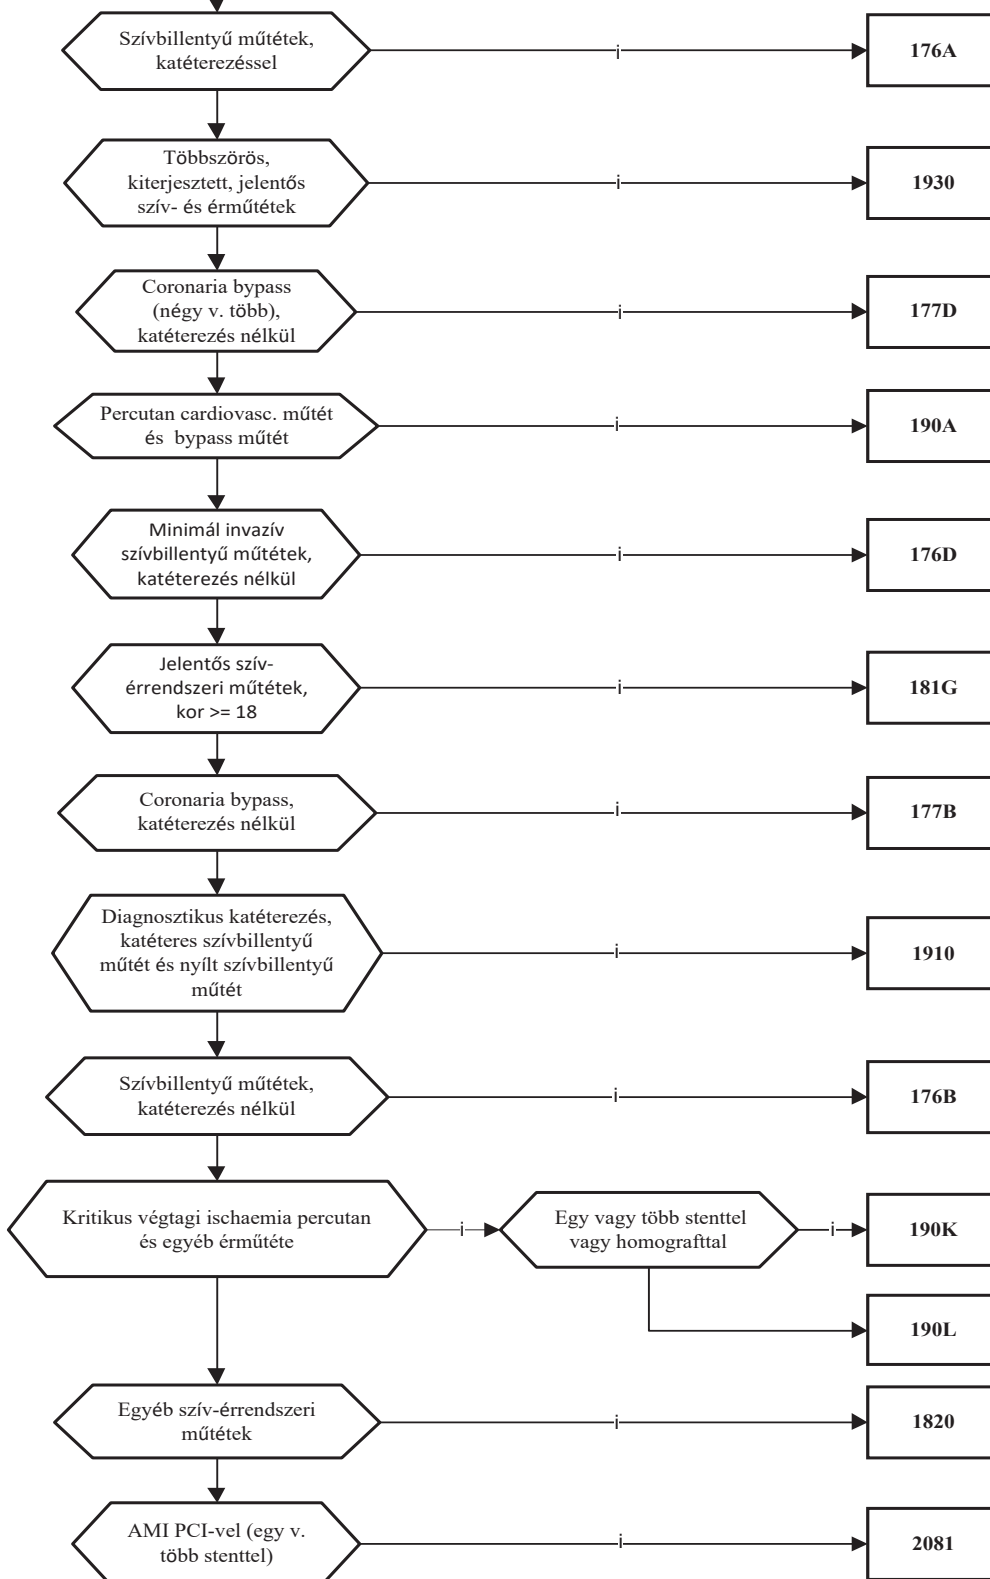 Szívbillentyű műtétek,
katéterezéssel
i
176A
Többszörös,
kiterjesztett, jelentős
szív- és érműtétek
i
1930
Coronaria bypass
(négy v. több),
katéterezés nélkül
i
177D
Percutan cardiovasc. műtét
és bypass műtét
i
190A
Minimál invazív
szívbillentyű műtétek,
katéterezés nélkül
i
176D
Jelentős szív-
érrendszeri műtétek,
kor >= 18
i
181G
Coronaria bypass,
katéterezés nélkül
i
177B
Diagnosztikus katéterezés,
katéteres szívbillentyű
műtét és nyílt szívbillentyű
műtét
i
1910
Szívbillentyű műtétek,
katéterezés nélkül
i
176B
Kritikus végtagi ischaemia percutan
és egyéb érműtéte
i
Egy vagy több stenttel
vagy homografttal
i
190K
190L
Egyéb szív-érrendszeri
műtétek
i
1820
AMI PCI-vel (egy v.
több stenttel)
i
2081